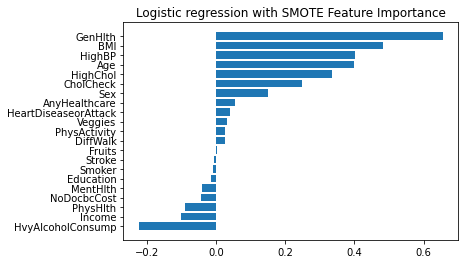 Logistic regression with SMOTE Feature Importance
GenHlth
BMI
HighBP
Age
HighChol
CholCheck
Sex
AnyHealthcare
HeartDiseaseorAttack
Veggies
PhysActivity
DiffWalk
Fruits
Stroke
Smoker
Education
MentHlth
NoDocbcCost
PhysHlth
Income
HvyAlcoholConsump
−0.2 0.0 0.2 0.4 0.6